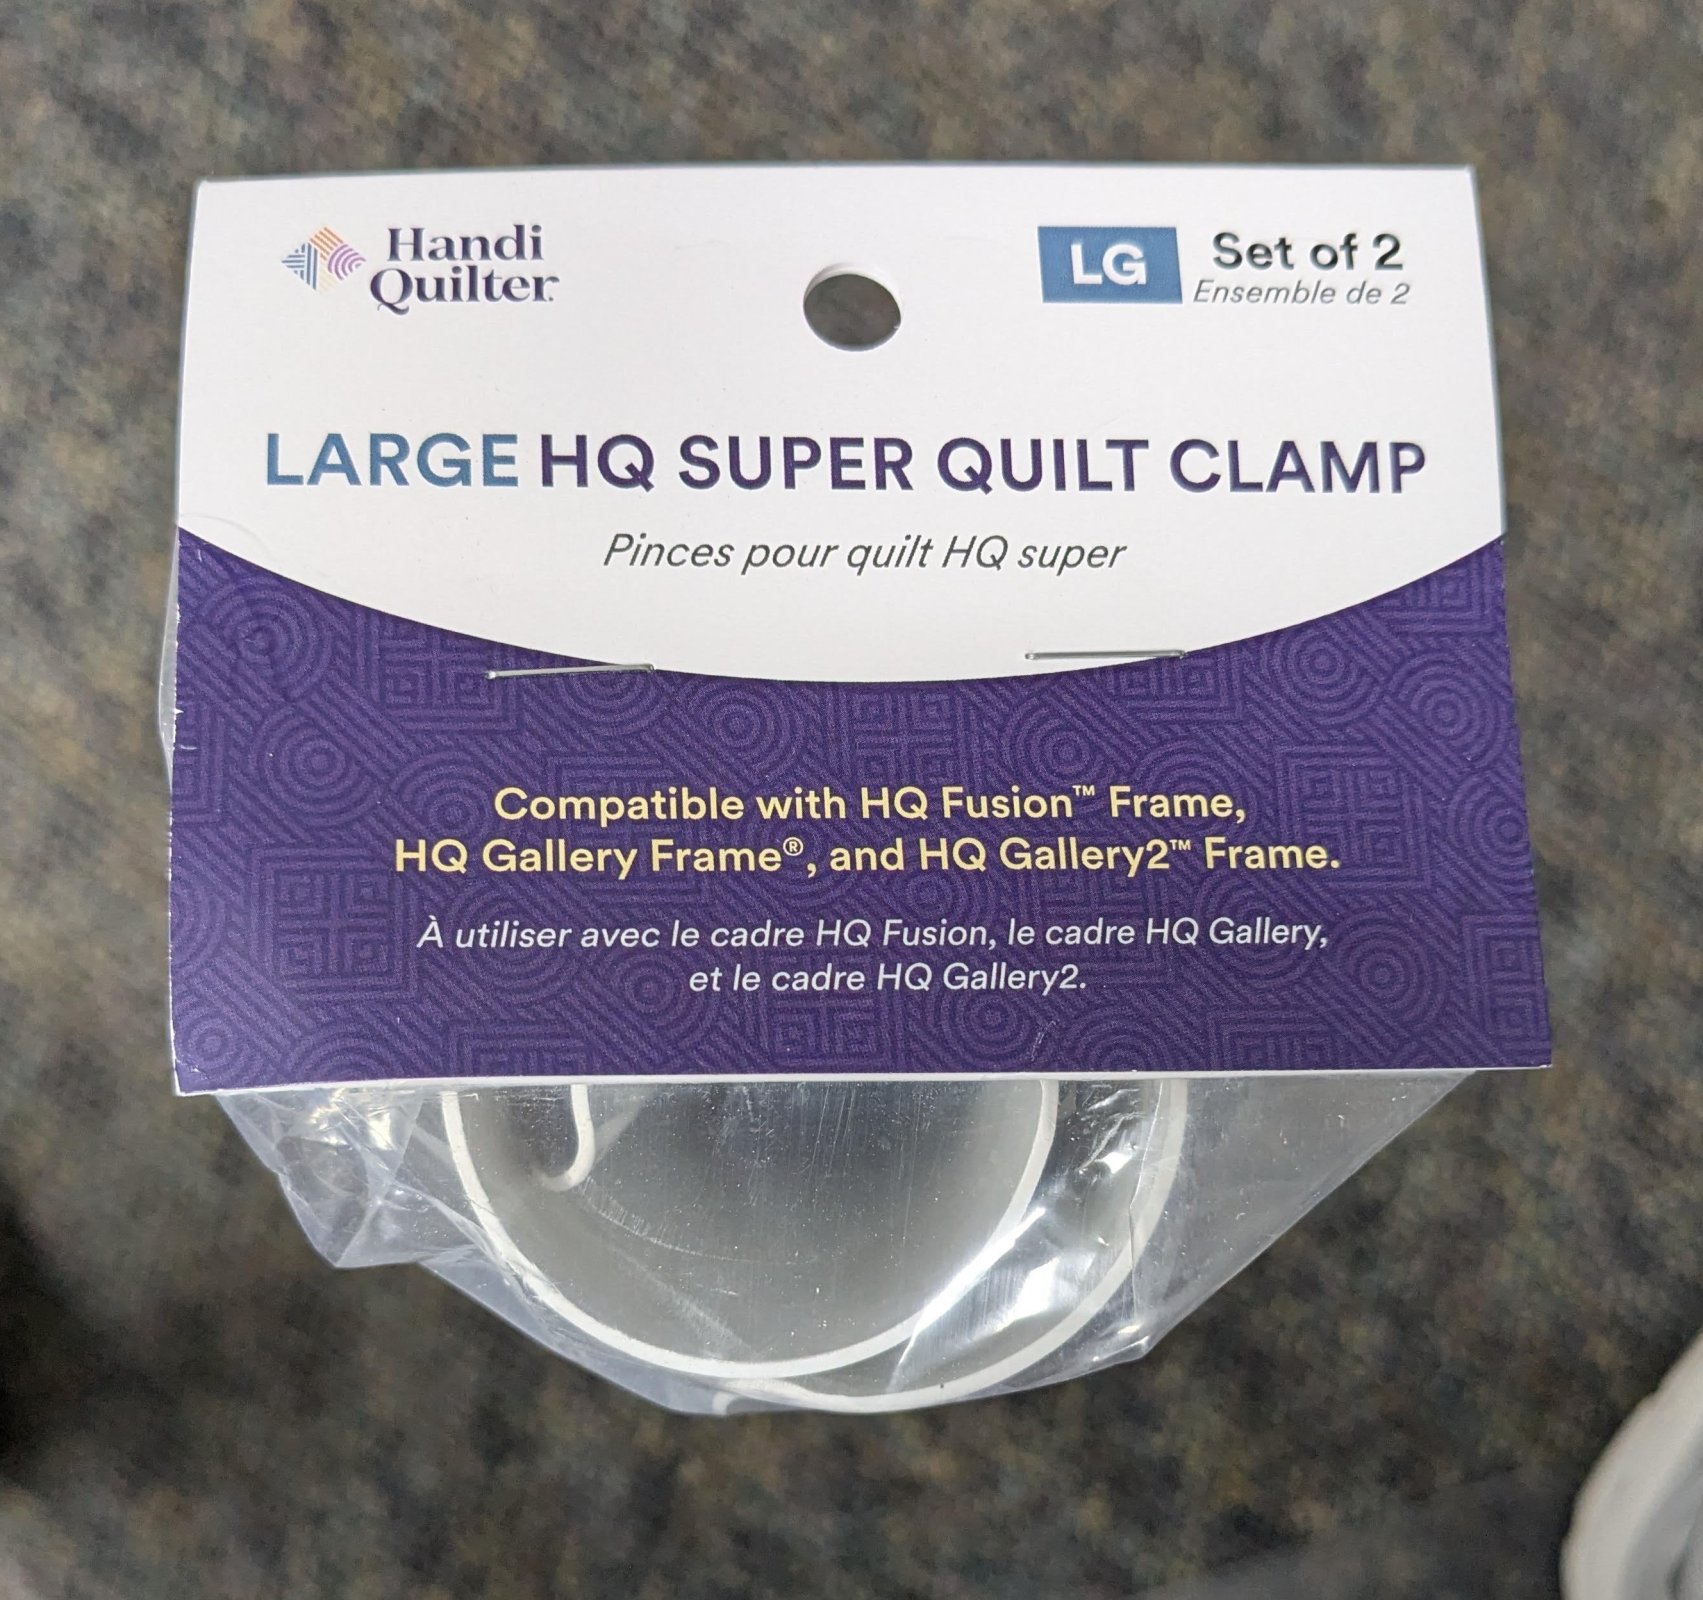 Handi
Quilter
LG
Set of 2
Ensemble de 2
LARGE HQ SUPER QUILT CLAMP
Pinces pour quilt HQ super
Compatible with HQ Fusion™ Frame,
HQ Gallery Frame®, and HQ Gallery2™ Frame.
À utiliser avec le cadre HQ Fusion, le cadre HQ Gallery,
et le cadre HQ Gallery2.